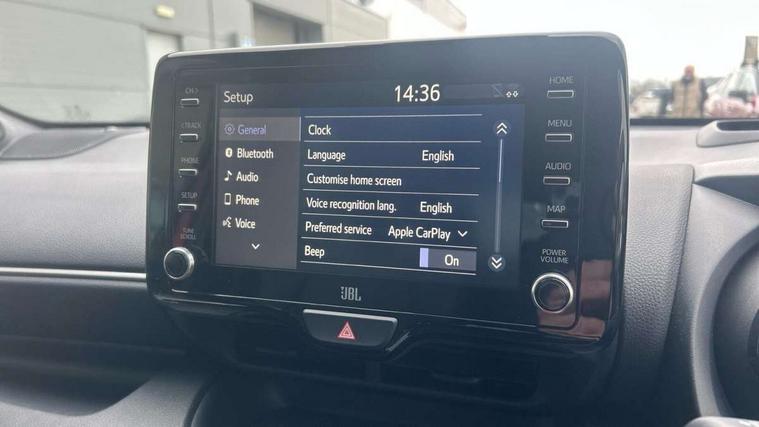 Setup
14:36
General
Bluetooth
Audio
Phone
Voice
Clock
Language English
Customise home screen
Voice recognition lang. English
Preferred service Apple CarPlay
Beep On
CH>
<TRACK
PHONE
SETUP
TUNE
SCROLL
HOME
MENU
AUDIO
MAP
POWER
VOLUME
JBL